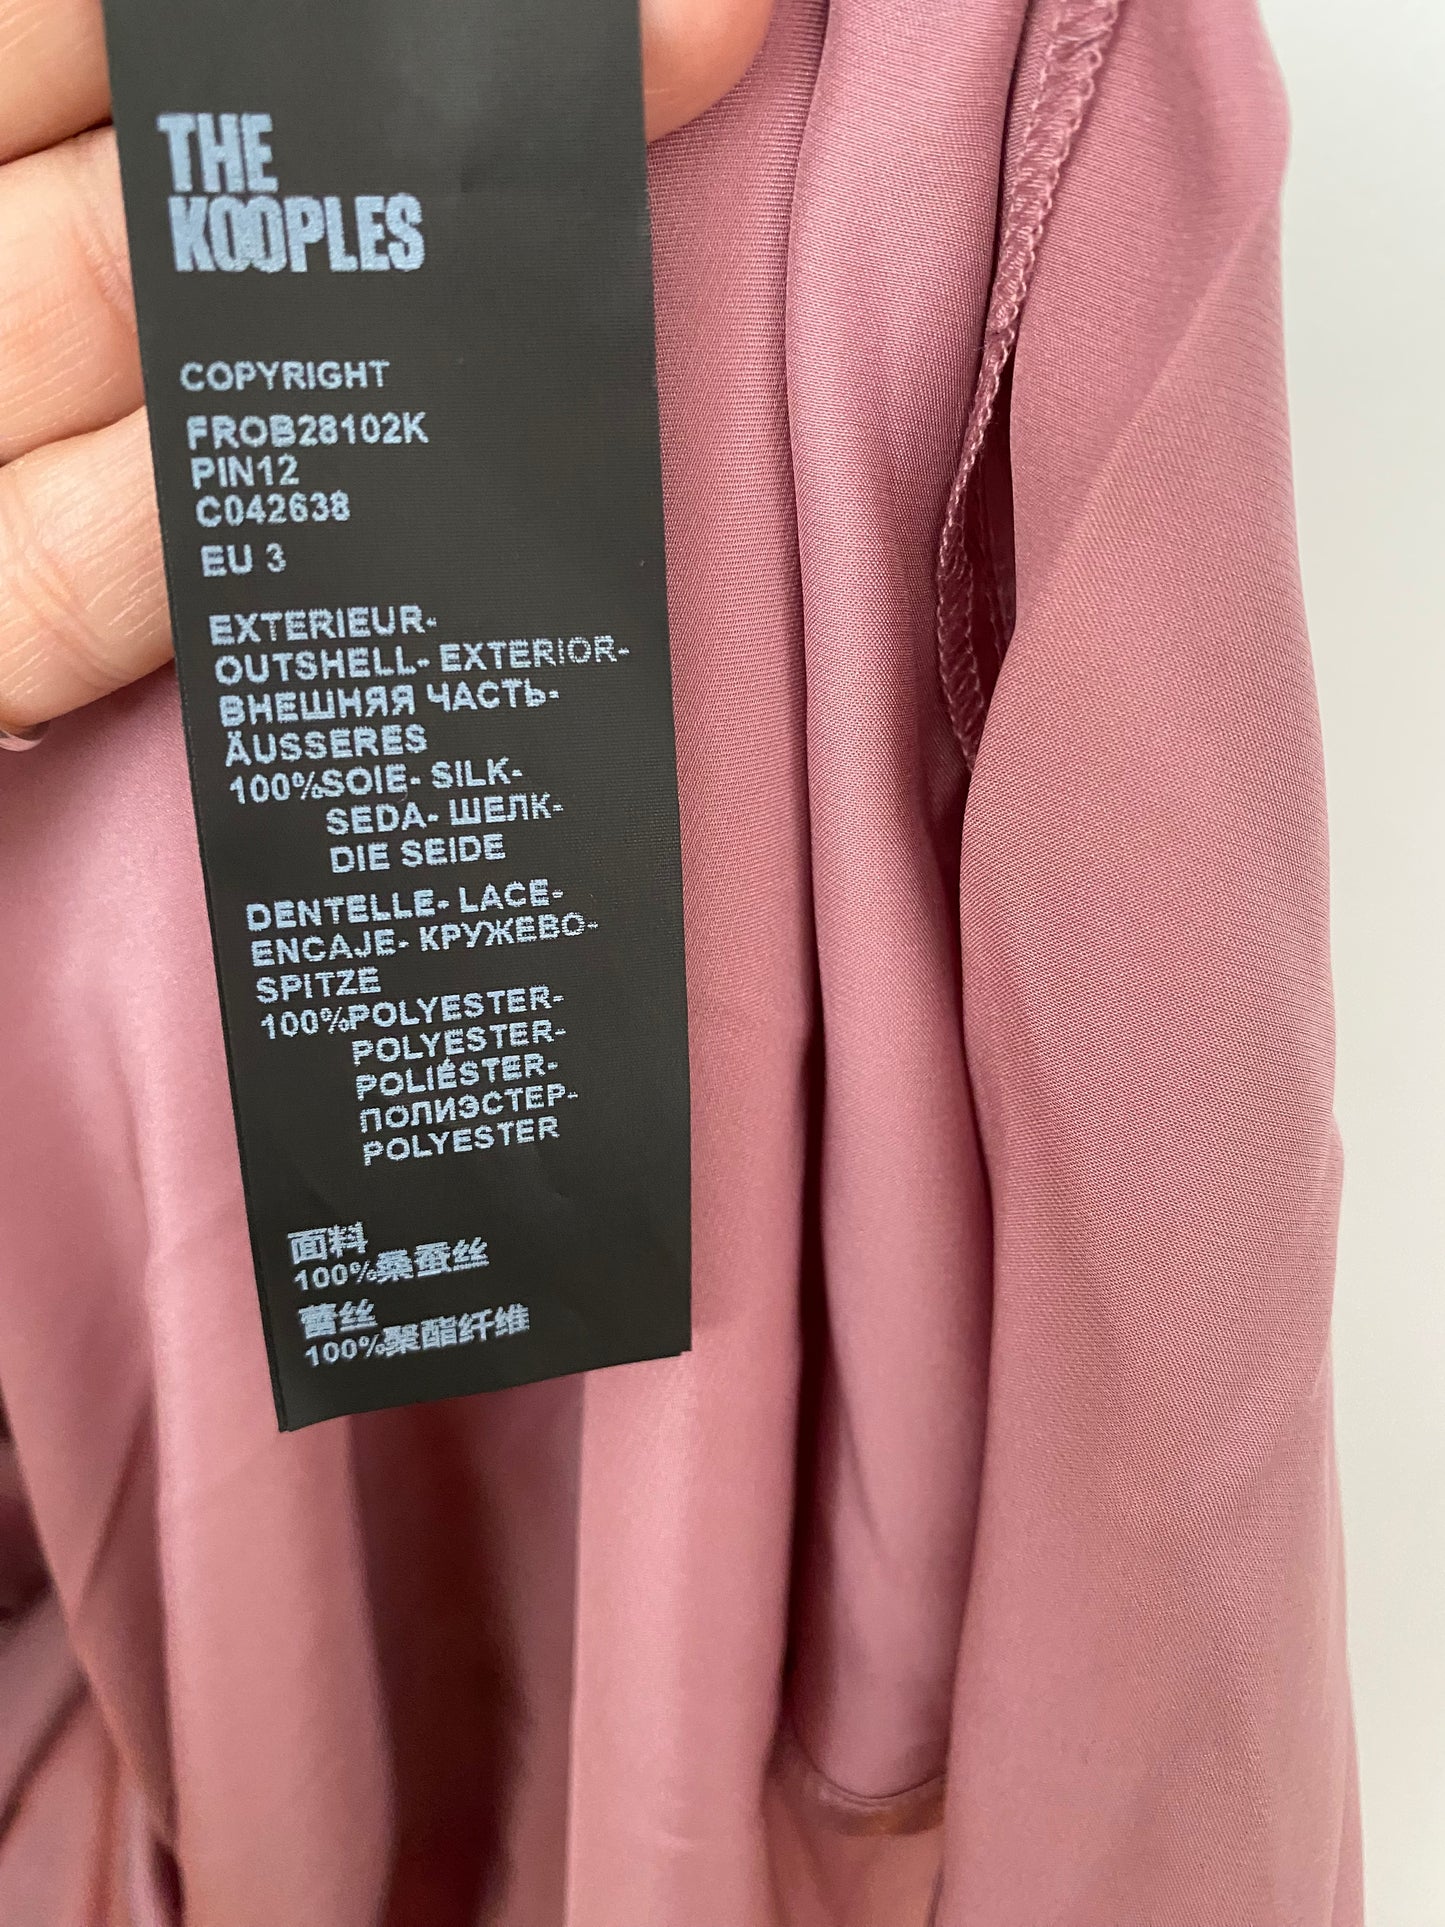 THE
KOOPLES
COPYRIGHT
FROB28102K
PIN12
C042638
EU 3
EXTERIEUR-
OUTSHELL- EXTERIOR-
ВНЕШНЯЯ ЧАСТЬ-
ÄUSSERES
100%SOIE- SILK-
SEDA- ШЕЛК-
DIE SEIDE
DENTELLE- LACE-
ENCAJE- КРУЖЕВО-
SPITZE
100%POLYESTER-
POLYESTER-
POLIÉSTER-
ПОЛИЭСТЕР-
POLYESTER
面料
100%桑蚕丝
蕾丝
100%聚酯纤维